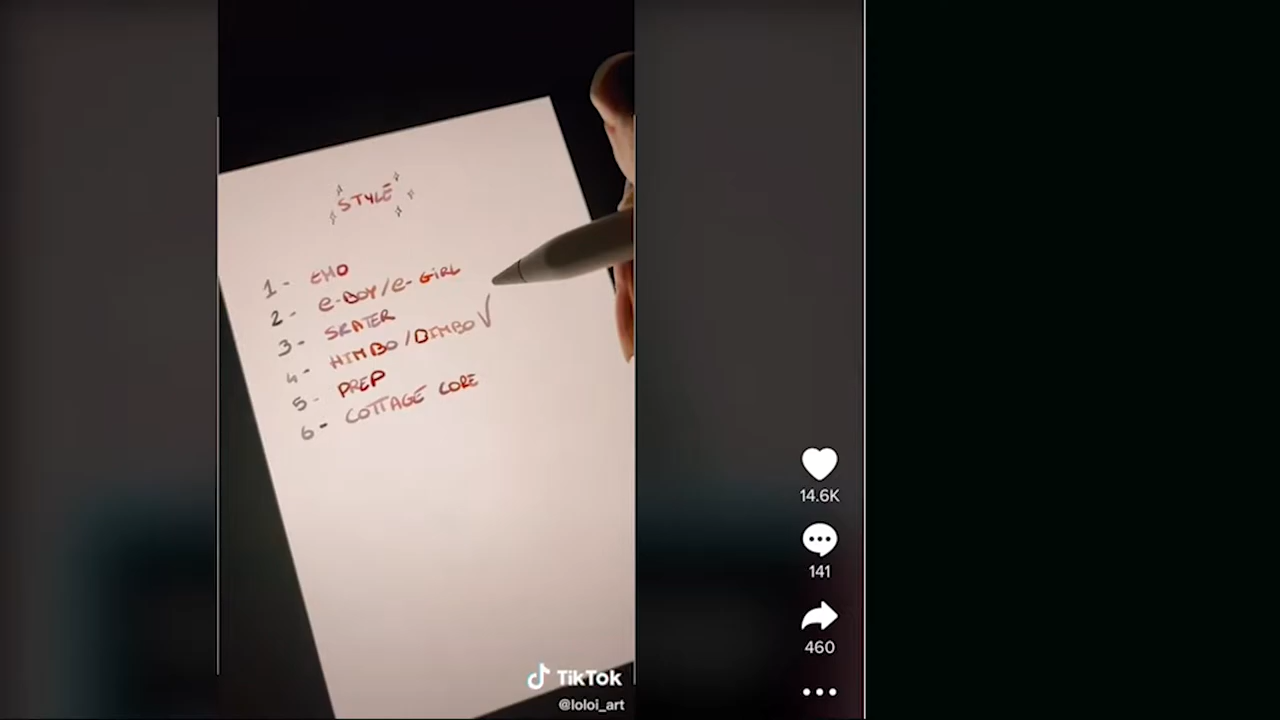 STYLE
1 - EMO
2 - e-BOY/e-GiRL
3 - SKATER
4 - HIMBO/BIMBO √
5 - PREP
6 - COTTAGE CORE
14.6K
141
460
TikTok
@loloi_art